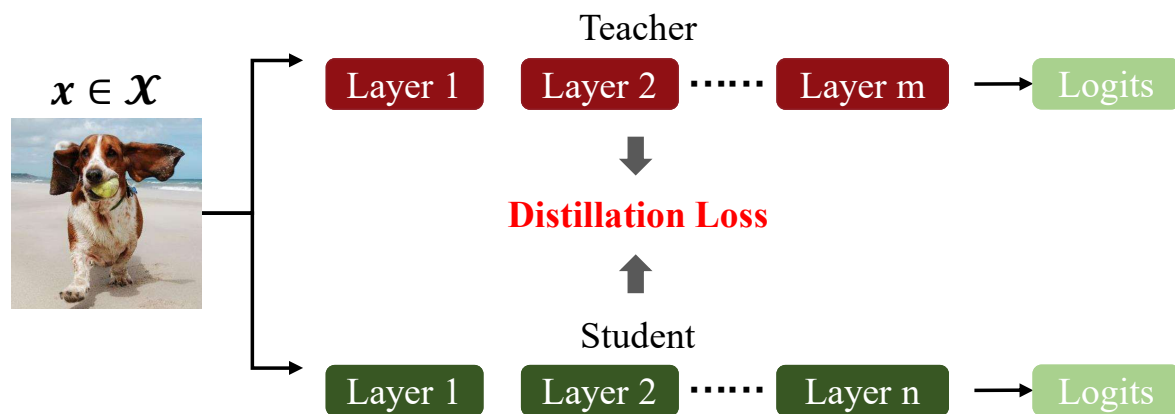 Teacher
x ∈ 𝒳
Layer 1 Layer 2 ...... Layer m Logits
Distillation Loss
Student
Layer 1 Layer 2 ...... Layer n Logits